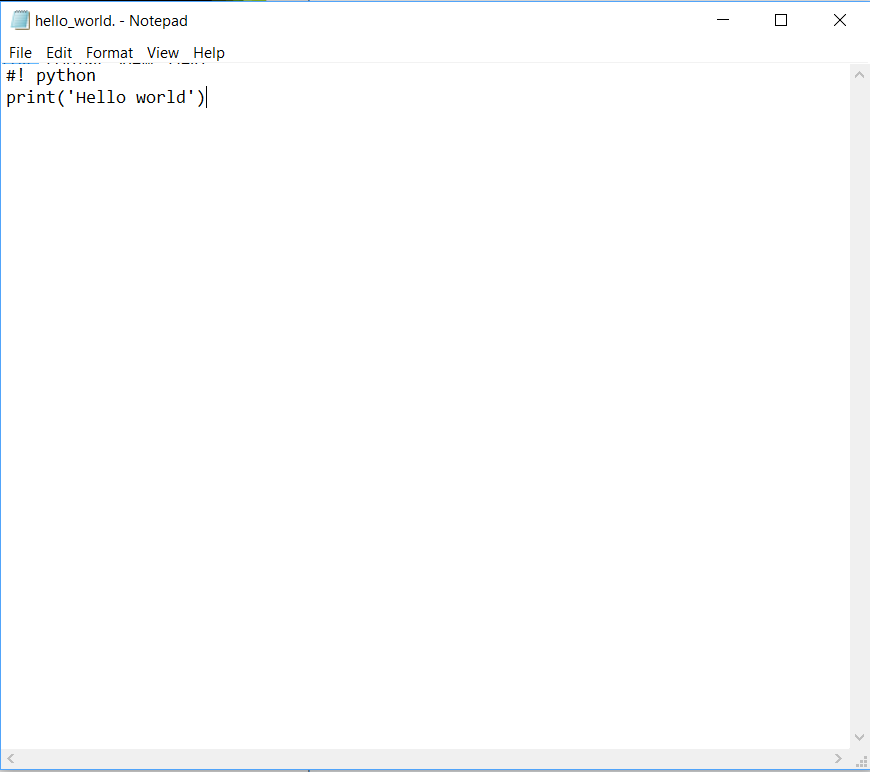 hello_world. - Notepad
File Edit Format View Help
#! python
print('Hello world')